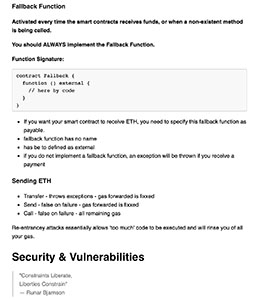 Fallback Function
Activated every time the smart contracts receives funds, or when a non-existent method
is being called.
You should ALWAYS implement the Fallback Function.
Function Signature:
contract Fallback {
function () external {
// here by code
}
}
If you want your smart contract to receive ETH, you need to specify this fallback function as
payable.
fallback function has no name
has be to defined as external
if you do not implement a fallback function, an exception will be thrown if you receive a
payment
Sending ETH
Transfer - throws exceptions - gas forwarded is fixxed
Send - false on failure - gas forwarded is fixxed
Call - false on failure - all remaining gas
Re-entrancey attacks essentially allows 'too much' code to be executed and will rinse you of
all your gas.
Security & Vulnerabilities
"Constraints Liberate,
Liberties Constrain"
— Runar Bjarnson